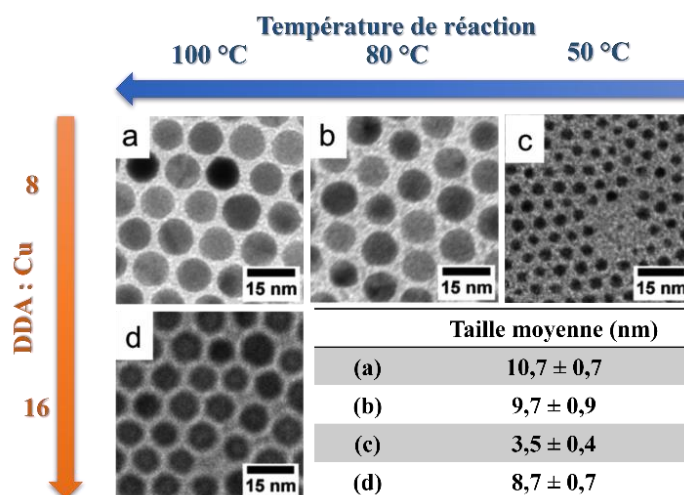 Température de réaction
100 °C 80 °C 50 °C
a b c
8
15 nm 15 nm 15 nm
DDA : Cu
d
16
15 nm
Taille moyenne (nm)
(a) 10,7 ± 0,7
(b) 9,7 ± 0,9
(c) 3,5 ± 0,4
(d) 8,7 ± 0,7